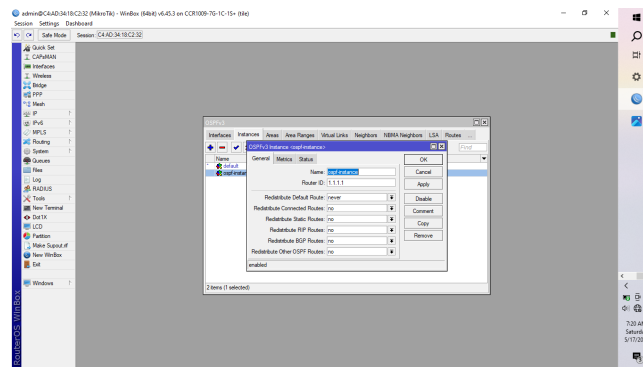 admin@C4:AD:34:18:C2:32 (MikroTik) - WinBox (64bit) v6.45.3 on CCR1009-7G-1C-1S+ (tile)
Session Settings Dashboard
Safe Mode Session: C4:AD:34:18:C2:32
Quick Set
CAPsMAN
Interfaces
Wireless
Bridge
PPP
Mesh
IP
IPv6
MPLS
Routing
System
Queues
Files
Log
RADIUS
Tools
New Terminal
Dot1X
LCD
Partition
Make Supout.rif
New WinBox
Exit
Windows
RouterOS WinBox
OSPFv3
Interfaces Instances Areas Area Ranges Virtual Links Neighbors NBMA Neighbors LSA Routes ...
Find
Name
default
ospf-instan
OSPFv3 Instance <ospf-instance>
General Metrics Status
Name: ospf-instance
Router ID: 1.1.1.1
Redistribute Default Route: never
Redistribute Connected Routes: no
Redistribute Static Routes: no
Redistribute RIP Routes: no
Redistribute BGP Routes: no
Redistribute Other OSPF Routes: no
enabled
OK
Cancel
Apply
Disable
Comment
Copy
Remove
2 items (1 selected)
7:20 AM
Saturd
5/17/20